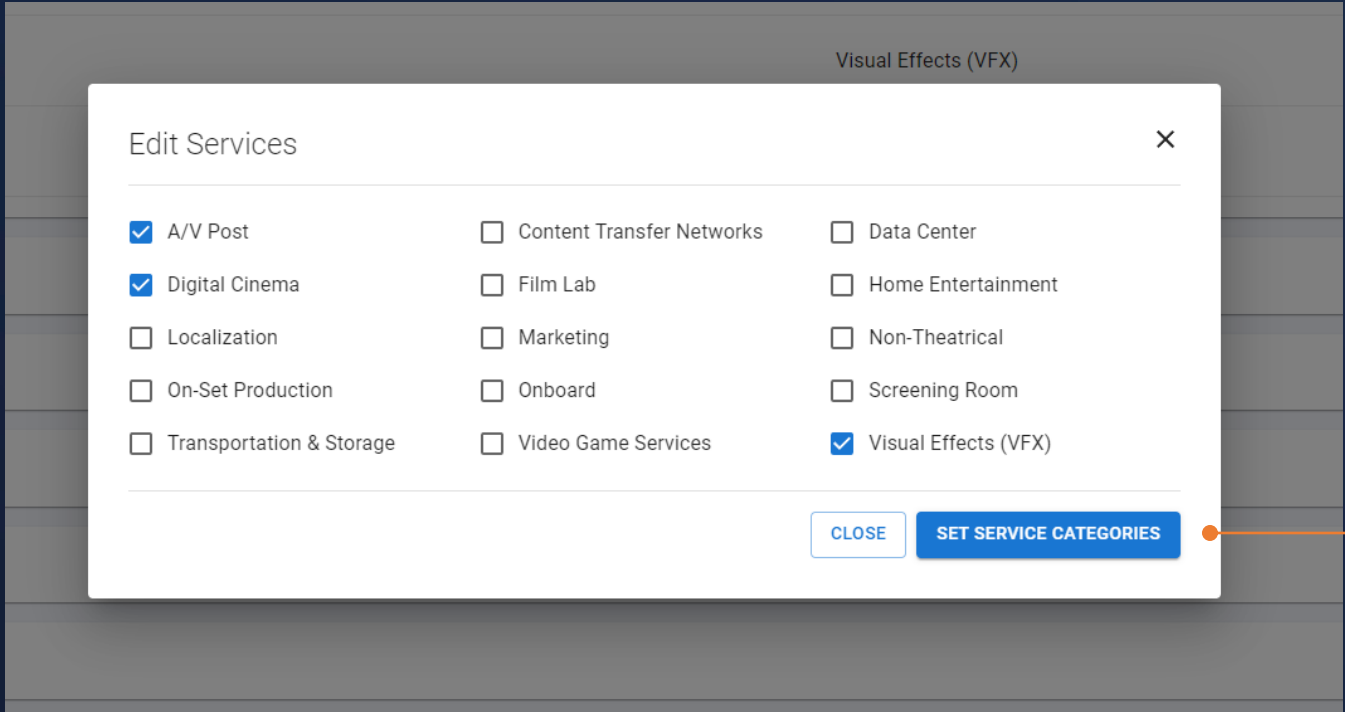 Visual Effects (VFX)
Edit Services
A/V Post
Content Transfer Networks
Data Center
Digital Cinema
Film Lab
Home Entertainment
Localization
Marketing
Non-Theatrical
On-Set Production
Onboard
Screening Room
Transportation & Storage
Video Game Services
Visual Effects (VFX)
CLOSE
SET SERVICE CATEGORIES